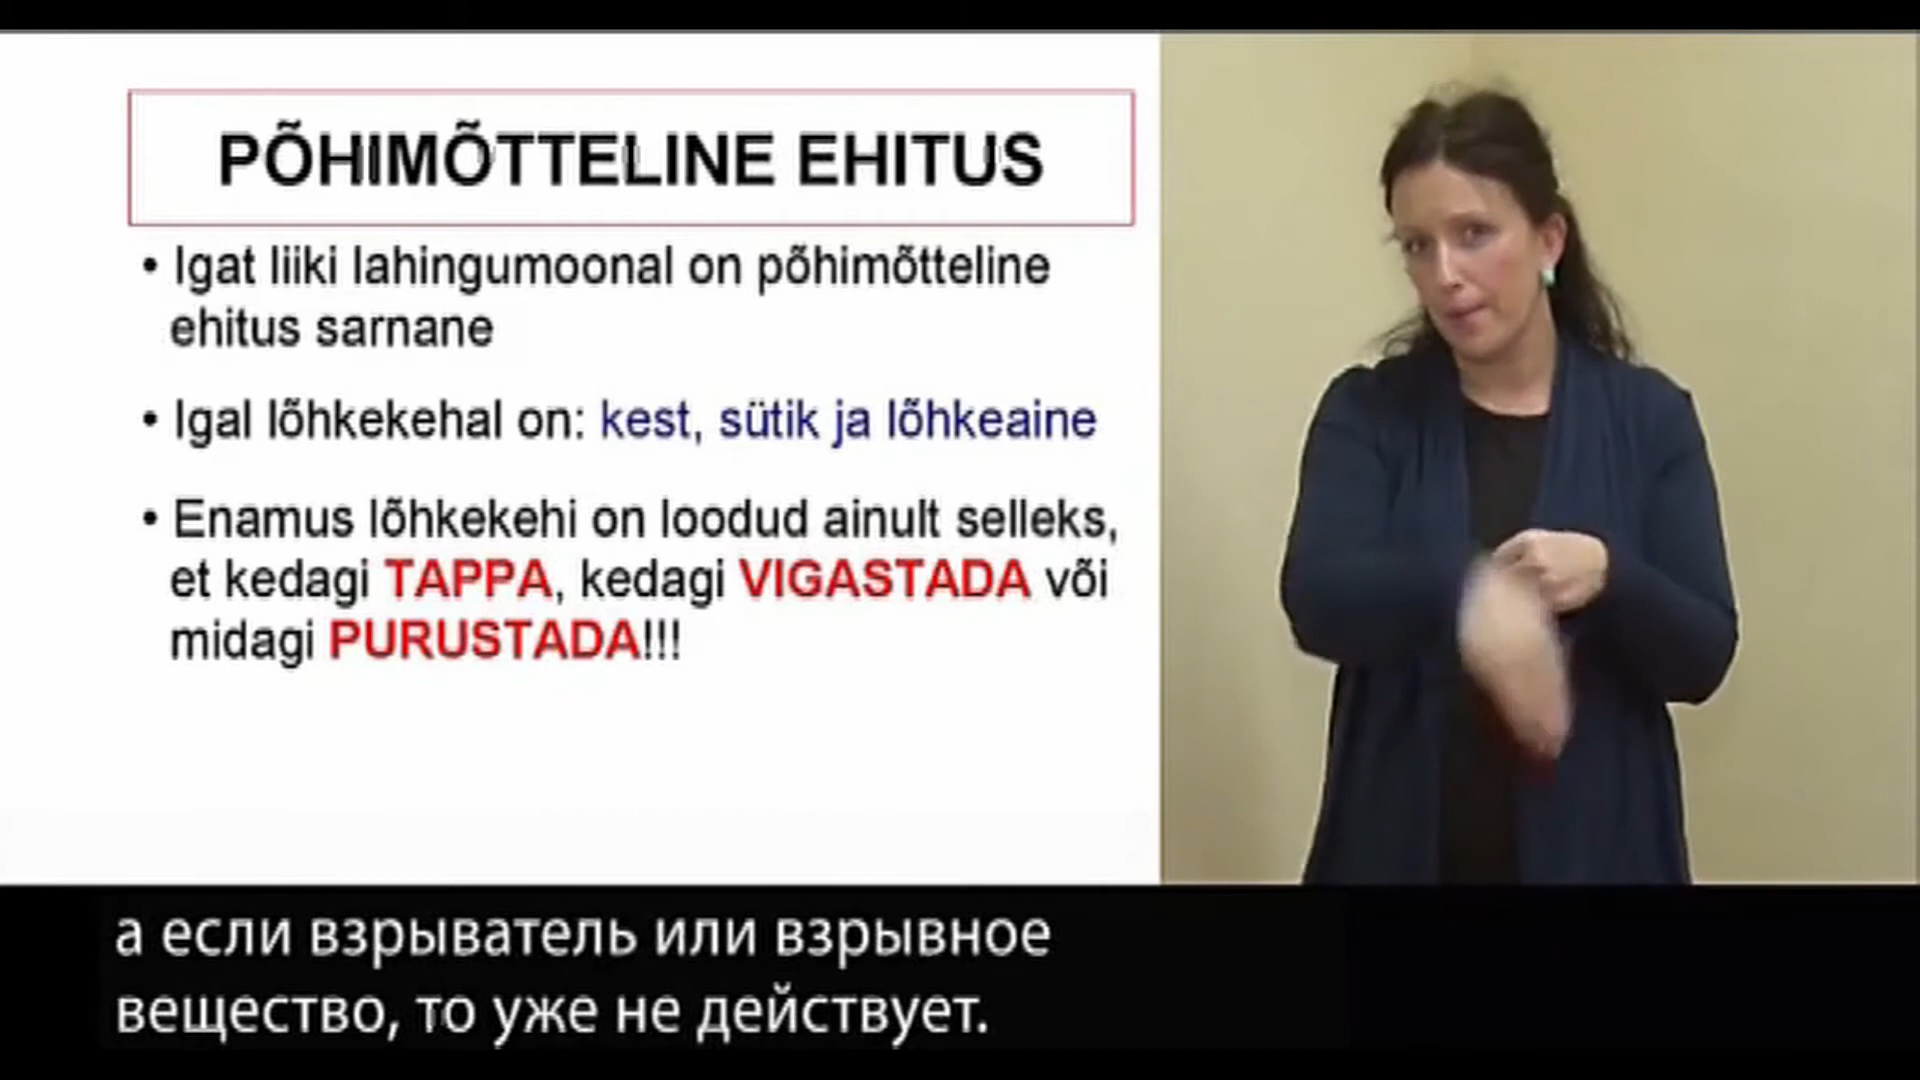 PÕHIMÕTTELINE EHITUS
• Igat liiki lahingumoonal on põhimõtteline
ehitus sarnane
• Igal lõhkekehal on: kest, sütik ja lõhkeaine
• Enamus lõhkekehi on loodud ainult selleks,
et kedagi TAPPA, kedagi VIGASTADA või
midagi PURUSTADA!!!
а если взрыватель или взрывное
вещество, то уже не действует.